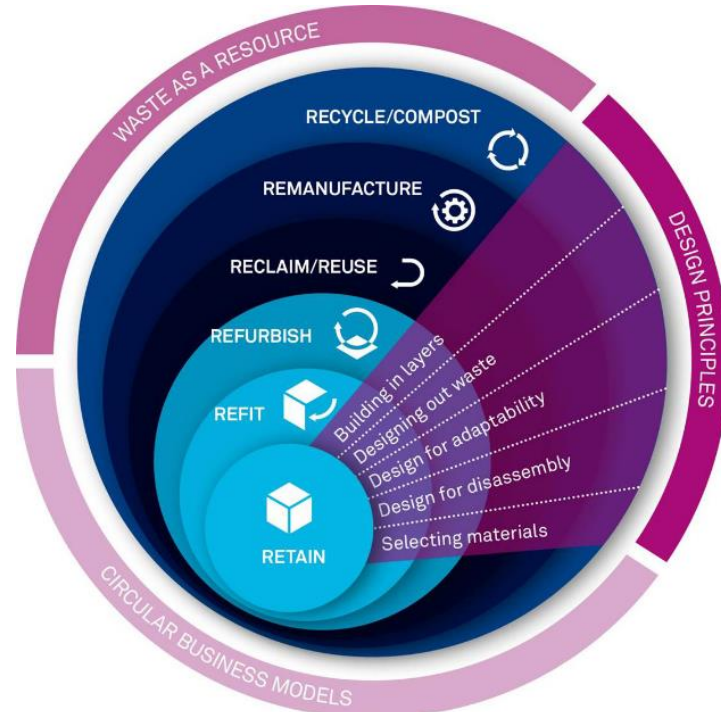 WASTE AS A RESOURCE
RECYCLE/COMPOST
REMANUFACTURE
RECLAIM/REUSE
REFURBISH
REFIT
RETAIN
Building in layers
Designing out waste
Design for adaptability
Design for disassembly
Selecting materials
DESIGN PRINCIPLES
CIRCULAR BUSINESS MODELS